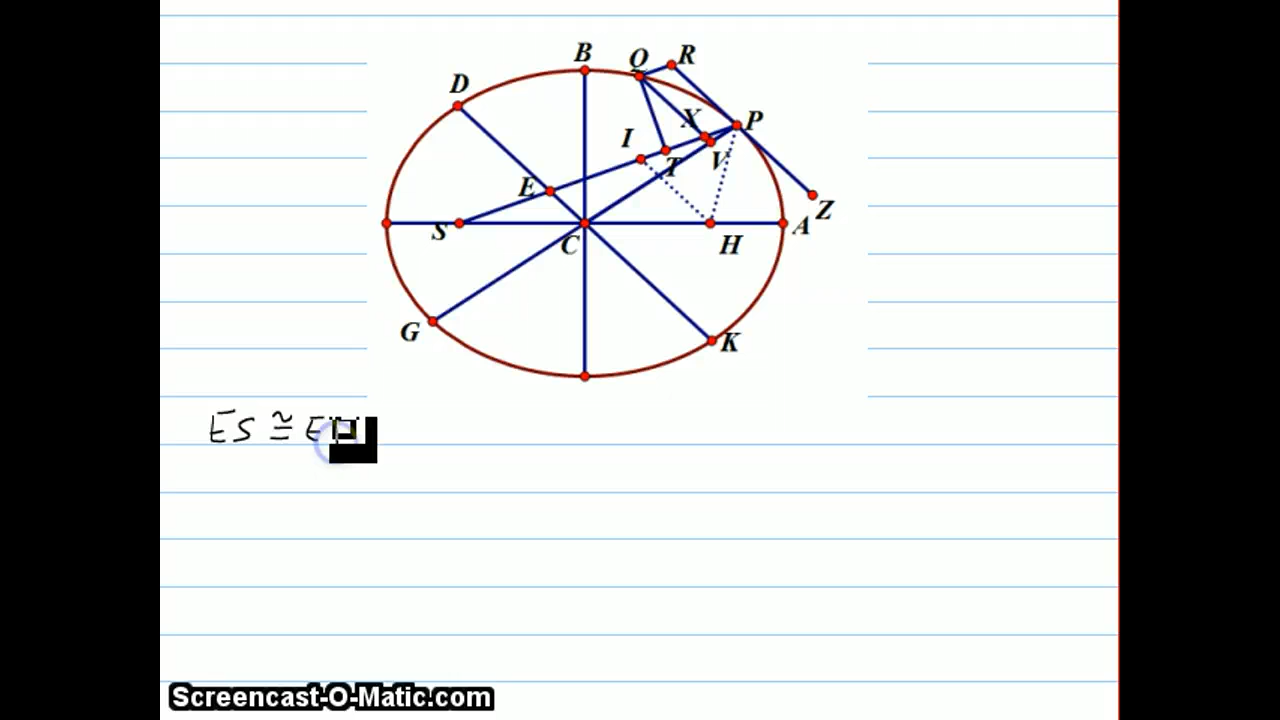 B
Q R
D
X P
I
T V
E
Z
S A
C H
G K
ES ≅ E
Screencast-O-Matic.com